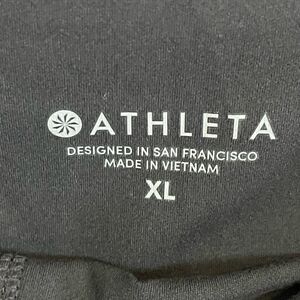 ATHLETA
DESIGNED IN SAN FRANCISCO
MADE IN VIETNAM
XL